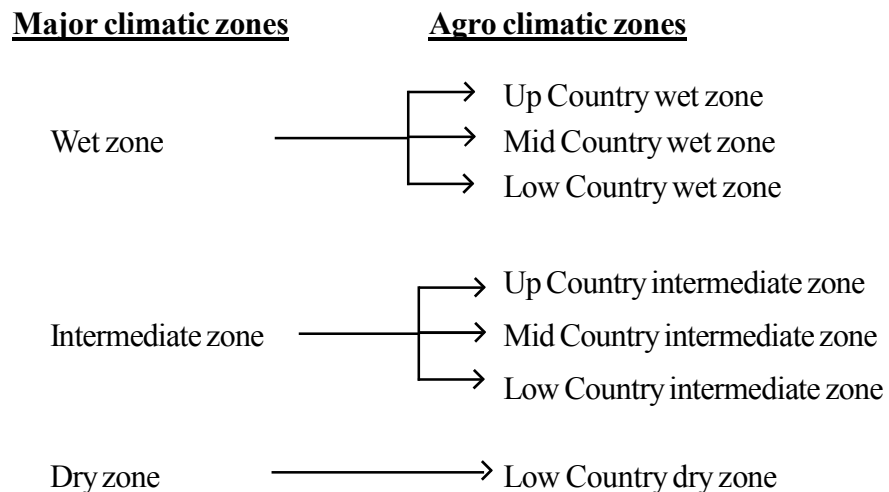 Major climatic zones Agro climatic zones
Up Country wet zone
Wet zone Mid Country wet zone
Low Country wet zone
Up Country intermediate zone
Intermediate zone Mid Country intermediate zone
Low Country intermediate zone
Dry zone Low Country dry zone